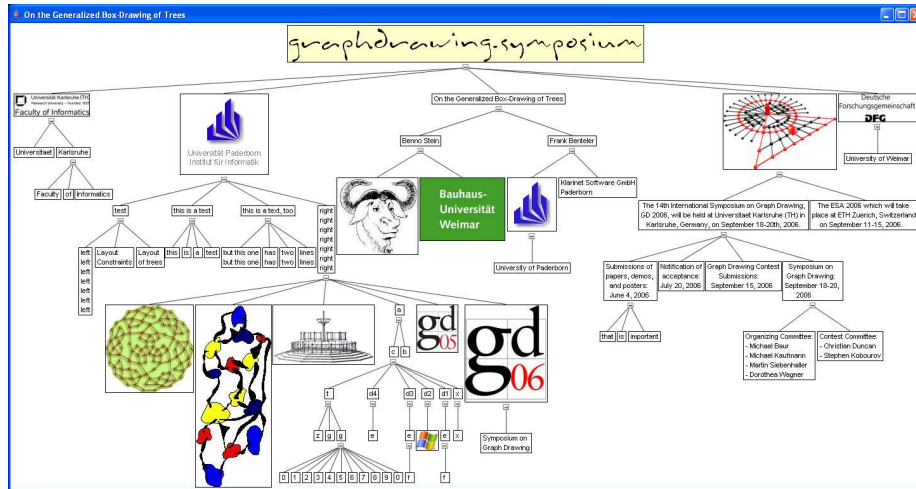 On the Generalized Box-Drawing of Trees
graphdrawing-symposium
Universität Karlsruhe (TH)
Research University · founded 1825
Faculty of Informatics
Universitaet
Karlsruhe
Faculty
of
Informatics
Universität Paderborn
Institut für Informatik
On the Generalized Box-Drawing of Trees
Benno Stein
Frank Benteler
Bauhaus-
Universität
Weimar
Klarinet Software GmbH
Paderborn
University of Paderborn
Deutsche
Forschungsgemeinschaft
DFG
University of Weimar
test
this is a test
this is a text, too
right
right
right
right
right
right
right
left
left
left
left
left
left
left
Layout
Constraints
Layout
of trees
this
is
a
test
but this one
but this one
has
has
two
two
lines
lines
The 14th International Symposium on Graph Drawing,
GD 2006, will be held at Universitaet Karlsruhe (TH) in
Karlsruhe, Germany, on September 18-20th, 2006.
The ESA 2006 which will take
place at ETH Zuerich, Switzerland
on September 11-15, 2006.
Submissions of
papers, demos,
and posters:
June 4, 2006
Notification of
acceptance:
July 20, 2006
Graph Drawing Contest
Submissions:
September 15, 2006
Symposium on
Graph Drawing:
September 18-20,
2006
that
is
important
Organizing Committee:
- Michael Baur
- Michael Kaufmann
- Martin Siebenhaller
- Dorothea Wagner
Contest Committee:
- Christian Duncan
- Stephen Kobourov
a
c
b
gd
05
gd
06
Symposium on
Graph Drawing
t
d4
d3
d2
d1
x
z
g
g
e
e
e
x
0
1
2
3
4
5
6
7
8
9
0
f
f